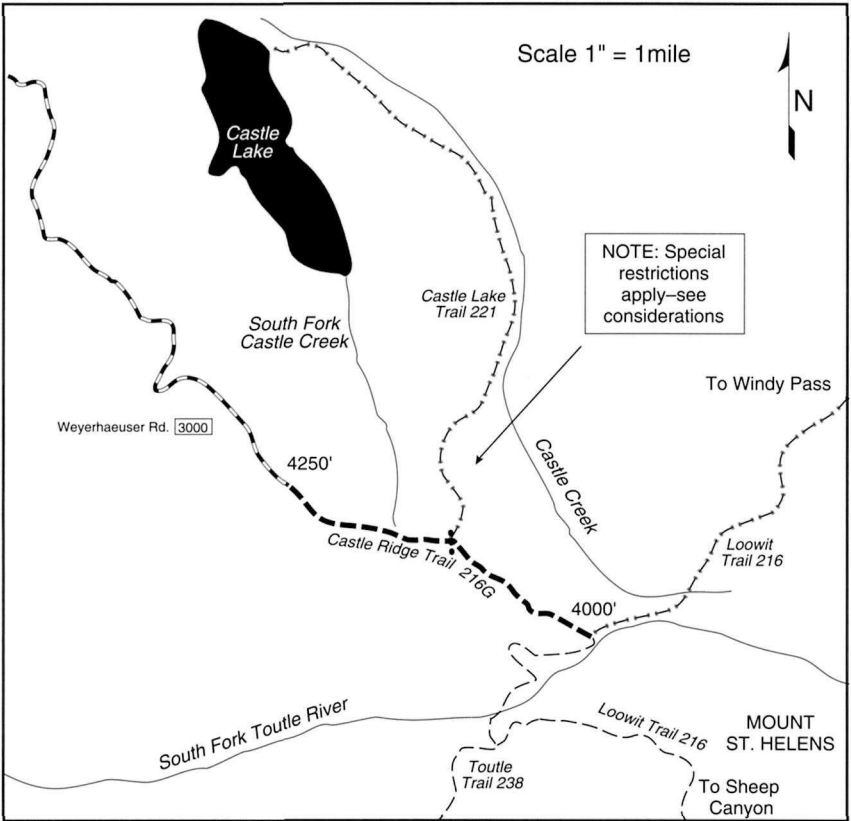 Scale 1" = 1mile
N
Castle
Lake
NOTE: Special
restrictions
apply–see
considerations
Castle Lake
Trail 221
South Fork
Castle Creek
To Windy Pass
Weyerhaeuser Rd. 3000
4250'
Castle Creek
Castle Ridge Trail 216G
Loowit
Trail 216
4000'
South Fork Toutle River
Loowit Trail 216
MOUNT
ST. HELENS
Toutle
Trail 238
To Sheep
Canyon